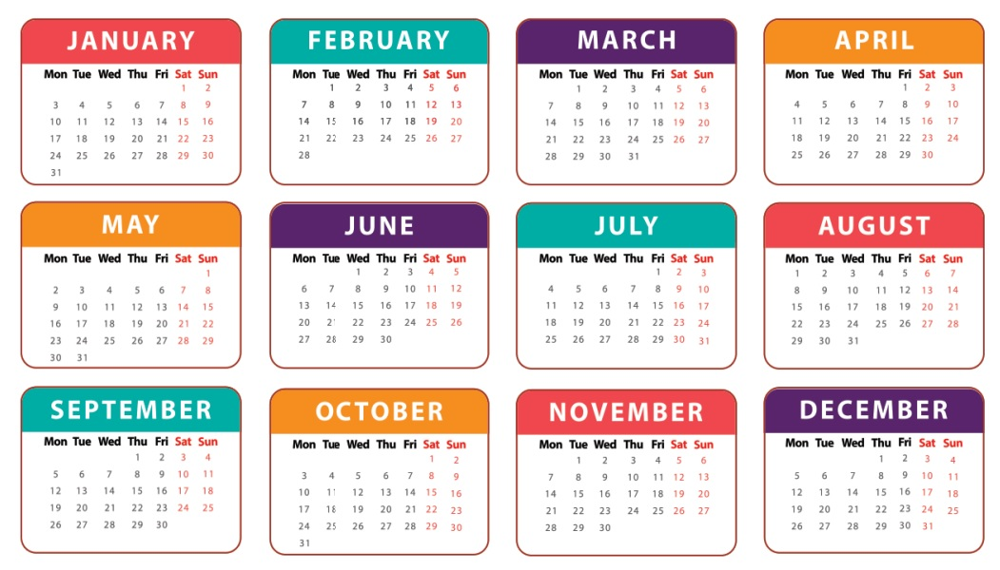 JANUARY
Mon Tue Wed Thu Fri Sat Sun
1 2
3 4 5 6 7 8 9
10 11 12 13 14 15 16
17 18 19 20 21 22 23
24 25 26 27 28 29 30
31
FEBRUARY
Mon Tue Wed Thu Fri Sat Sun
1 2 3 4 5 6
7 8 9 10 11 12 13
14 15 16 17 18 19 20
21 22 23 24 25 26 27
28
MARCH
Mon Tue Wed Thu Fri Sat Sun
1 2 3 4 5 6
7 8 9 10 11 12 13
14 15 16 17 18 19 20
21 22 23 24 25 26 27
28 29 30 31
APRIL
Mon Tue Wed Thu Fri Sat Sun
1 2 3
4 5 6 7 8 9 10
11 12 13 14 15 16 17
18 19 20 21 22 23 24
25 26 27 28 29 30
MAY
Mon Tue Wed Thu Fri Sat Sun
1
2 3 4 5 6 7 8
9 10 11 12 13 14 15
16 17 18 19 20 21 22
23 24 25 26 27 28 29
30 31
JUNE
Mon Tue Wed Thu Fri Sat Sun
1 2 3 4 5
6 7 8 9 10 11 12
13 14 15 16 17 18 19
20 21 22 23 24 25 26
27 28 29 30
JULY
Mon Tue Wed Thu Fri Sat Sun
1 2 3
4 5 6 7 8 9 10
11 12 13 14 15 16 17
18 19 20 21 22 23 24
25 26 27 28 29 30 31
AUGUST
Mon Tue Wed Thu Fri Sat Sun
1 2 3 4 5 6 7
8 9 10 11 12 13 14
15 16 17 18 19 20 21
22 23 24 25 26 27 28
29 30 31
SEPTEMBER
Mon Tue Wed Thu Fri Sat Sun
1 2 3 4
5 6 7 8 9 10 11
12 13 14 15 16 17 18
19 20 21 22 23 24 25
26 27 28 29 30
OCTOBER
Mon Tue Wed Thu Fri Sat Sun
1 2
3 4 5 6 7 8 9
10 11 12 13 14 15 16
17 18 19 20 21 22 23
24 25 26 27 28 29 30
31
NOVEMBER
Mon Tue Wed Thu Fri Sat Sun
1 2 3 4 5 6
7 8 9 10 11 12 13
14 15 16 17 18 19 20
21 22 23 24 25 26 27
28 29 30
DECEMBER
Mon Tue Wed Thu Fri Sat Sun
1 2 3 4
5 6 7 8 9 10 11
12 13 14 15 16 17 18
19 20 21 22 23 24 25
26 27 28 29 30 31